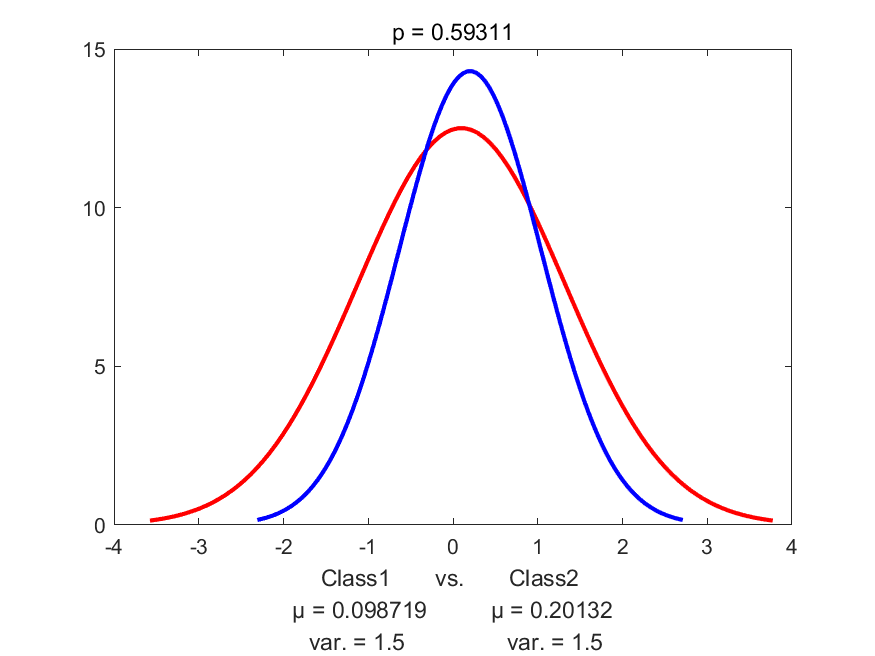 p = 0.59311
15
10
5
0
-4 -3 -2 -1 0 1 2 3 4
Class1 vs. Class2
μ = 0.098719 μ = 0.20132
var. = 1.5 var. = 1.5